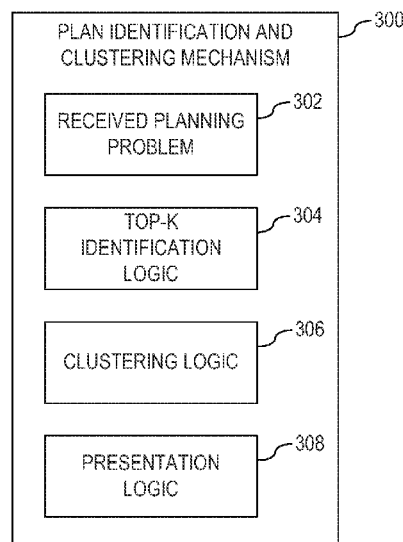 PLAN IDENTIFICATION AND
CLUSTERING MECHANISM
300
RECEIVED PLANNING
PROBLEM
302
TOP-K
IDENTIFICATION
LOGIC
304
CLUSTERING LOGIC
306
PRESENTATION
LOGIC
308